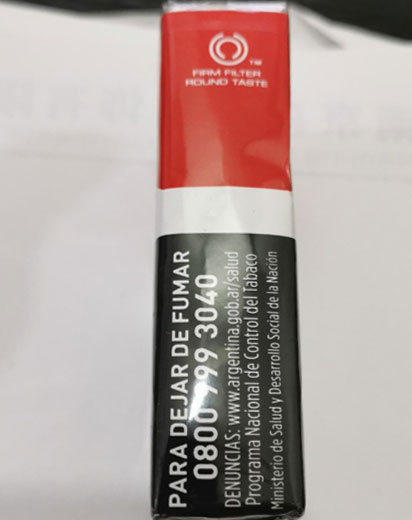 TM
FIRM FILTER
ROUND TASTE
PARA DEJAR DE FUMAR
0800 999 3040
DENUNCIAS: www.argentina.gob.ar/salud
Programa Nacional de Control del Tabaco
Ministerio de Salud y Desarrollo Social de la Nación